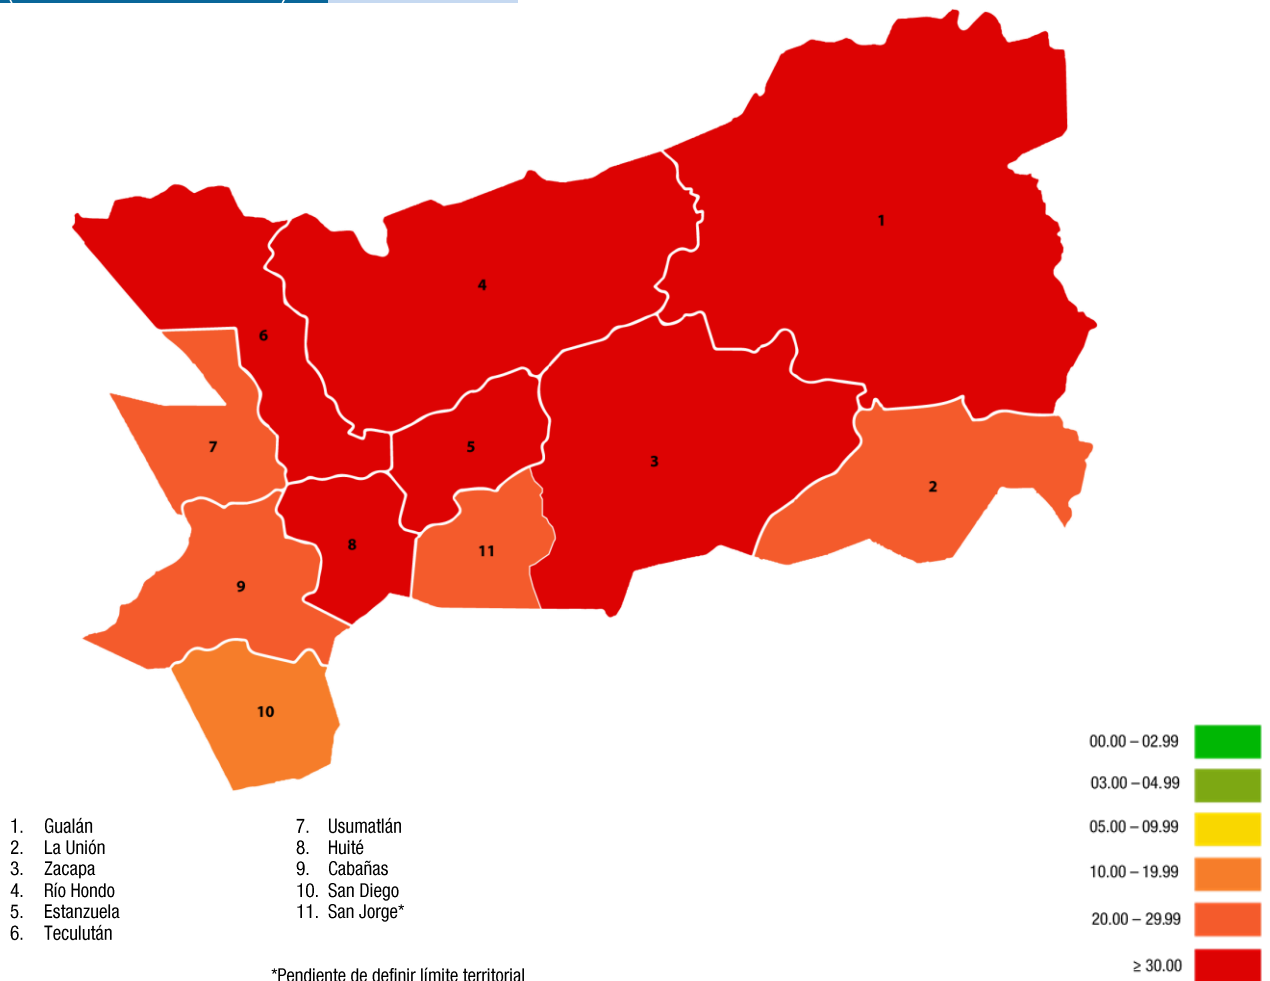 1
4
6
7
5
3
2
8
11
9
10
00.00 – 02.99
03.00 – 04.99
05.00 – 09.99
10.00 – 19.99
20.00 – 29.99
≥ 30.00
1. Gualán
2. La Unión
3. Zacapa
4. Río Hondo
5. Estanzuela
6. Teculután
7. Usumatlán
8. Huité
9. Cabañas
10. San Diego
11. San Jorge*
*Pendiente de definir límite territorial